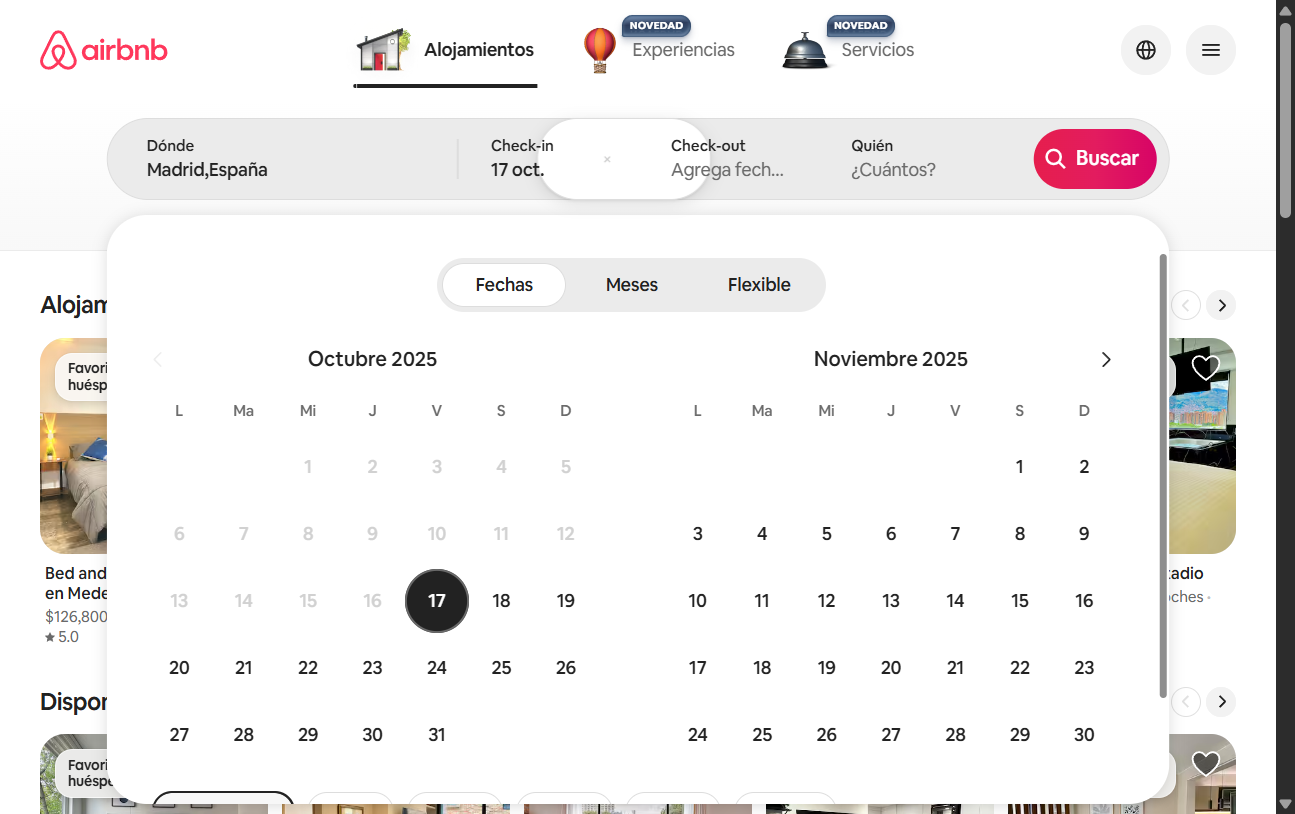 airbnb
Alojamientos
NOVEDAD
Experiencias
NOVEDAD
Servicios
Dónde
Madrid,España
Check-in
17 oct.
×
Check-out
Agrega fech...
Quién
¿Cuántos?
Buscar
Fechas
Meses
Flexible
Octubre 2025
L Ma Mi J V S D
1 2 3 4 5
6 7 8 9 10 11 12
13 14 15 16 17 18 19
20 21 22 23 24 25 26
27 28 29 30 31
Noviembre 2025
L Ma Mi J V S D
1 2
3 4 5 6 7 8 9
10 11 12 13 14 15 16
17 18 19 20 21 22 23
24 25 26 27 28 29 30
Alojam
Favori
huésp
Bed and
en Mede
$126,800
★ 5.0
tadio
oches ·
Dispon
Favori
huéspe